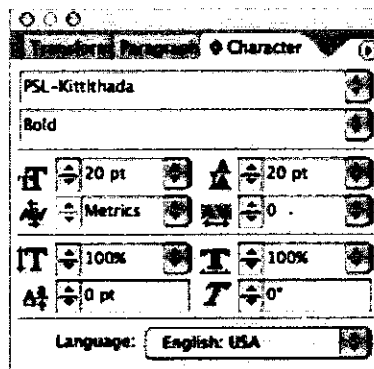 Transform Paragraph Character
PSL-Kittithada
Bold
20 pt 20 pt
Metrics 0
100% 100%
0 pt 0°
Language: English: USA